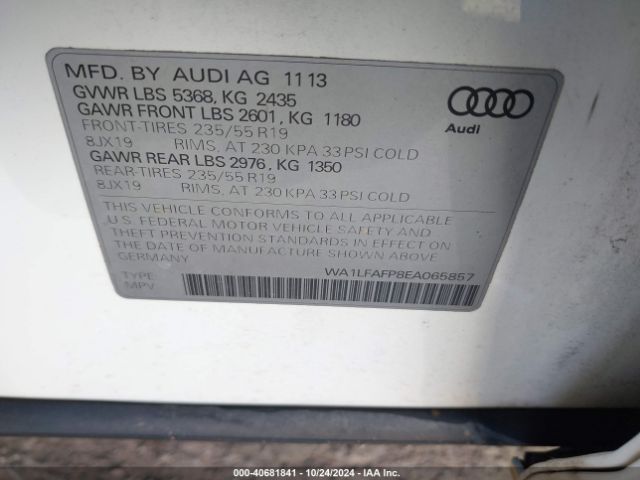 MFD. BY AUDI AG 11 13
GVWR LBS 5368, KG 2435
GAWR FRONT LBS 2601, KG 1180
FRONT-TIRES 235/55 R19
8JX19 RIMS, AT 230 KPA 33 PSI COLD
GAWR REAR LBS 2976, KG 1350
REAR-TIRES 235/55 R19
8JX19 RIMS, AT 230 KPA 33 PSI COLD
Audi
THIS VEHICLE CONFORMS TO ALL APPLICABLE
U.S. FEDERAL MOTOR VEHICLE SAFETY AND
THEFT PREVENTION STANDARDS IN EFFECT ON
THE DATE OF MANUFACTURE SHOWN ABOVE
GERMANY
TYPE: WA1LFAFP8EA065857
MPV
000-40681841 • 10/24/2024 • IAA Inc.